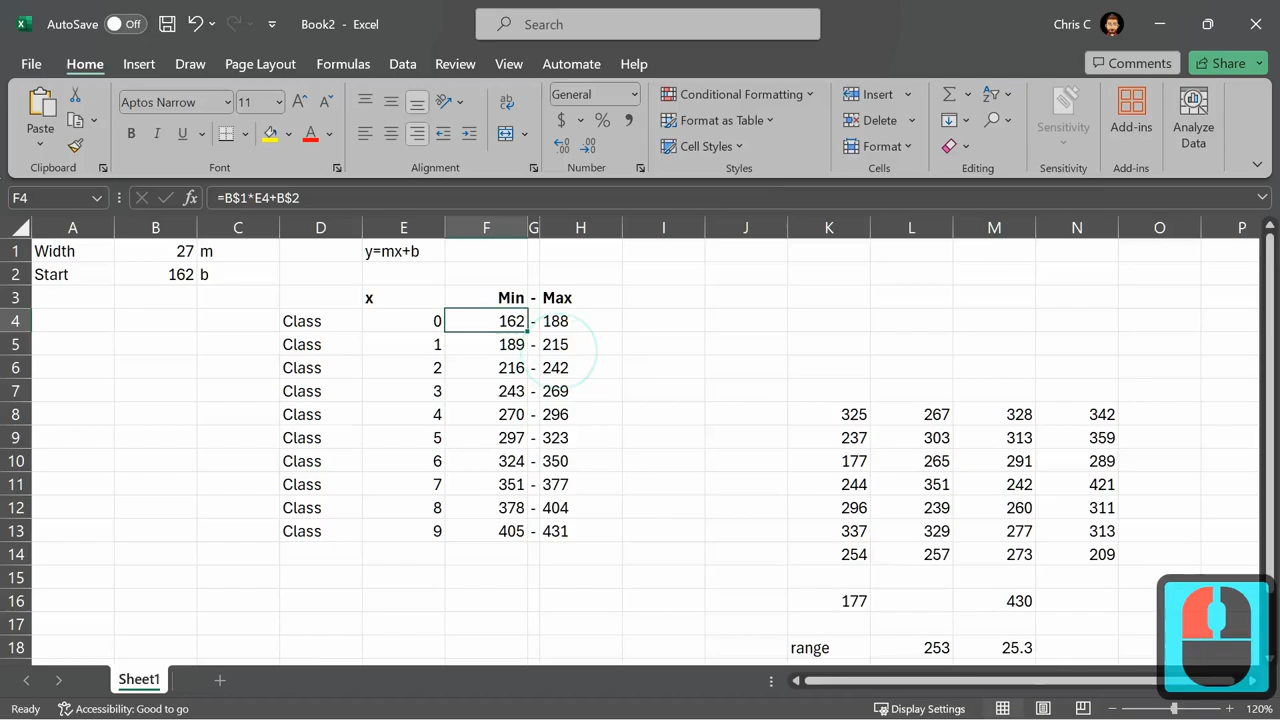 AutoSave Off Book2 - Excel Search Chris C
File Home Insert Draw Page Layout Formulas Data Review View Automate Help Comments Share
Paste Aptos Narrow 11 General Conditional Formatting Format as Table Cell Styles Insert Delete Format Sensitivity Add-ins Analyze Data
Clipboard Font Alignment Number Styles Cells Editing Sensitivity Add-ins
F4 fx =B$1*E4+B$2
A B C D E F G H I J K L M N O P
1 Width 27 m y=mx+b
2 Start 162 b
3 x Min - Max
4 Class 0 162 - 188
5 Class 1 189 - 215
6 Class 2 216 - 242
7 Class 3 243 - 269
8 Class 4 270 - 296 325 267 328 342
9 Class 5 297 - 323 237 303 313 359
10 Class 6 324 - 350 177 265 291 289
11 Class 7 351 - 377 244 351 242 421
12 Class 8 378 - 404 296 239 260 311
13 Class 9 405 - 431 337 329 277 313
14 254 257 273 209
15
16 177 430
17
18 range 253 25.3
Sheet1
Ready Accessibility: Good to go Display Settings 120%